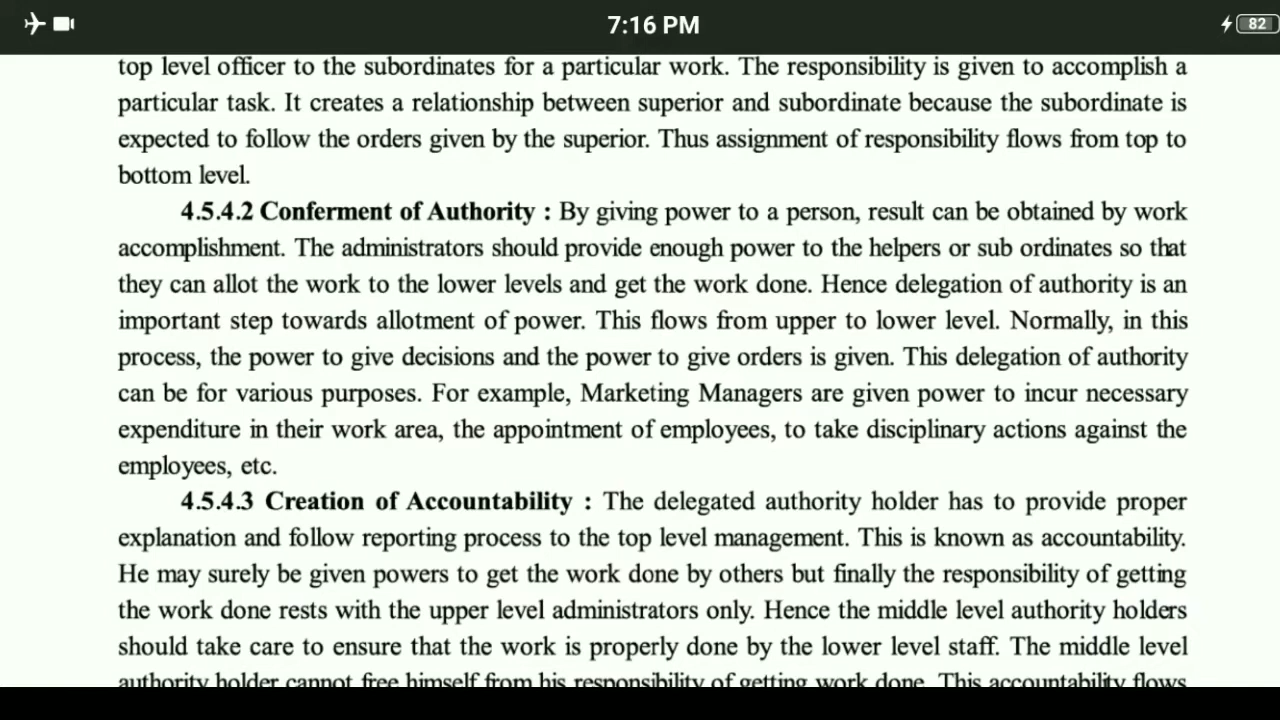 7:16 PM
82
top level officer to the subordinates for a particular work. The responsibility is given to accomplish a
particular task. It creates a relationship between superior and subordinate because the subordinate is
expected to follow the orders given by the superior. Thus assignment of responsibility flows from top to
bottom level.
4.5.4.2 Conferment of Authority : By giving power to a person, result can be obtained by work
accomplishment. The administrators should provide enough power to the helpers or sub ordinates so that
they can allot the work to the lower levels and get the work done. Hence delegation of authority is an
important step towards allotment of power. This flows from upper to lower level. Normally, in this
process, the power to give decisions and the power to give orders is given. This delegation of authority
can be for various purposes. For example, Marketing Managers are given power to incur necessary
expenditure in their work area, the appointment of employees, to take disciplinary actions against the
employees, etc.
4.5.4.3 Creation of Accountability : The delegated authority holder has to provide proper
explanation and follow reporting process to the top level management. This is known as accountability.
He may surely be given powers to get the work done by others but finally the responsibility of getting
the work done rests with the upper level administrators only. Hence the middle level authority holders
should take care to ensure that the work is properly done by the lower level staff. The middle level
authority holder cannot free himself from his responsibility of getting work done. This accountability flows